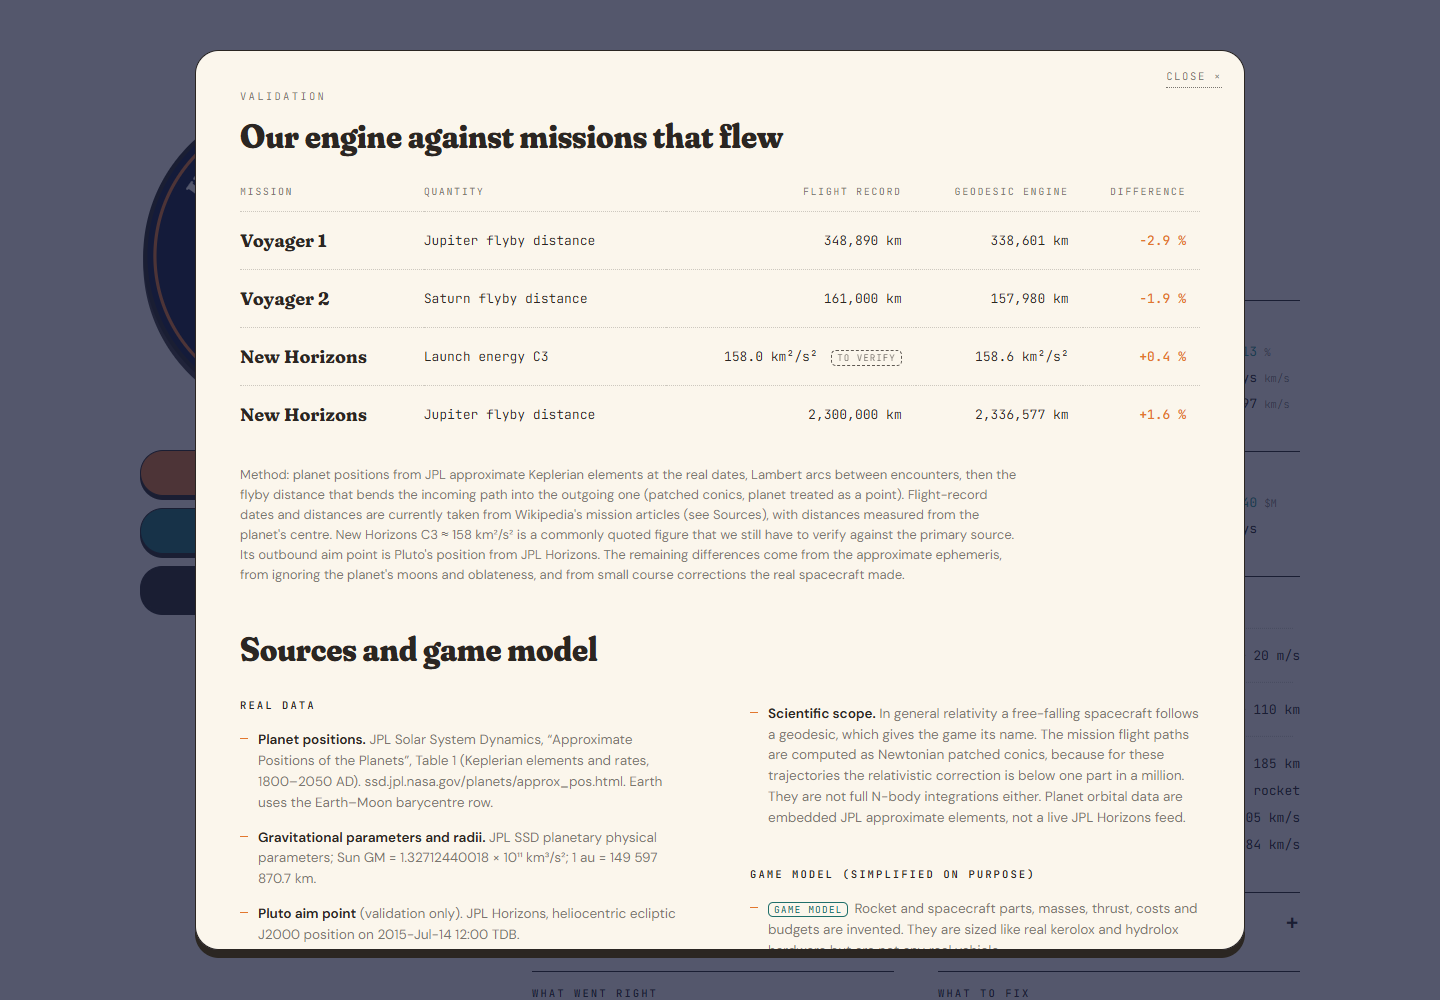 CLOSE ×
VALIDATION
Our engine against missions that flew
MISSION QUANTITY FLIGHT RECORD GEODESIC ENGINE DIFFERENCE
Voyager 1 Jupiter flyby distance 348,890 km 338,601 km -2.9 %
Voyager 2 Saturn flyby distance 161,000 km 157,980 km -1.9 %
New Horizons Launch energy C3 158.0 km²/s² TO VERIFY 158.6 km²/s² +0.4 %
New Horizons Jupiter flyby distance 2,300,000 km 2,336,577 km +1.6 %
Method: planet positions from JPL approximate Keplerian elements at the real dates, Lambert arcs between encounters, then the
flyby distance that bends the incoming path into the outgoing one (patched conics, planet treated as a point). Flight-record
dates and distances are currently taken from Wikipedia's mission articles (see Sources), with distances measured from the
planet's centre. New Horizons C3 ≈ 158 km²/s² is a commonly quoted figure that we still have to verify against the primary source.
Its outbound aim point is Pluto's position from JPL Horizons. The remaining differences come from the approximate ephemeris,
from ignoring the planet's moons and oblateness, and from small course corrections the real spacecraft made.
Sources and game model
REAL DATA
– Planet positions. JPL Solar System Dynamics, “Approximate
Positions of the Planets”, Table 1 (Keplerian elements and rates,
1800–2050 AD). ssd.jpl.nasa.gov/planets/approx_pos.html. Earth
uses the Earth–Moon barycentre row.
– Gravitational parameters and radii. JPL SSD planetary physical
parameters; Sun GM = 1.32712440018 × 10¹¹ km³/s²; 1 au = 149 597
870.7 km.
– Pluto aim point (validation only). JPL Horizons, heliocentric ecliptic
J2000 position on 2015-Jul-14 12:00 TDB.
– Scientific scope. In general relativity a free-falling spacecraft follows
a geodesic, which gives the game its name. The mission flight paths
are computed as Newtonian patched conics, because for these
trajectories the relativistic correction is below one part in a million.
They are not full N-body integrations either. Planet orbital data are
embedded JPL approximate elements, not a live JPL Horizons feed.
GAME MODEL (SIMPLIFIED ON PURPOSE)
– GAME MODEL Rocket and spacecraft parts, masses, thrust, costs and
budgets are invented. They are sized like real kerolox and hydrolox
hardware but are not any real vehicle.
13 %
/s km/s
97 km/s
40 $M
/s
20 m/s
110 km
185 km
rocket
05 km/s
84 km/s
+
WHAT WENT RIGHT
WHAT TO FIX